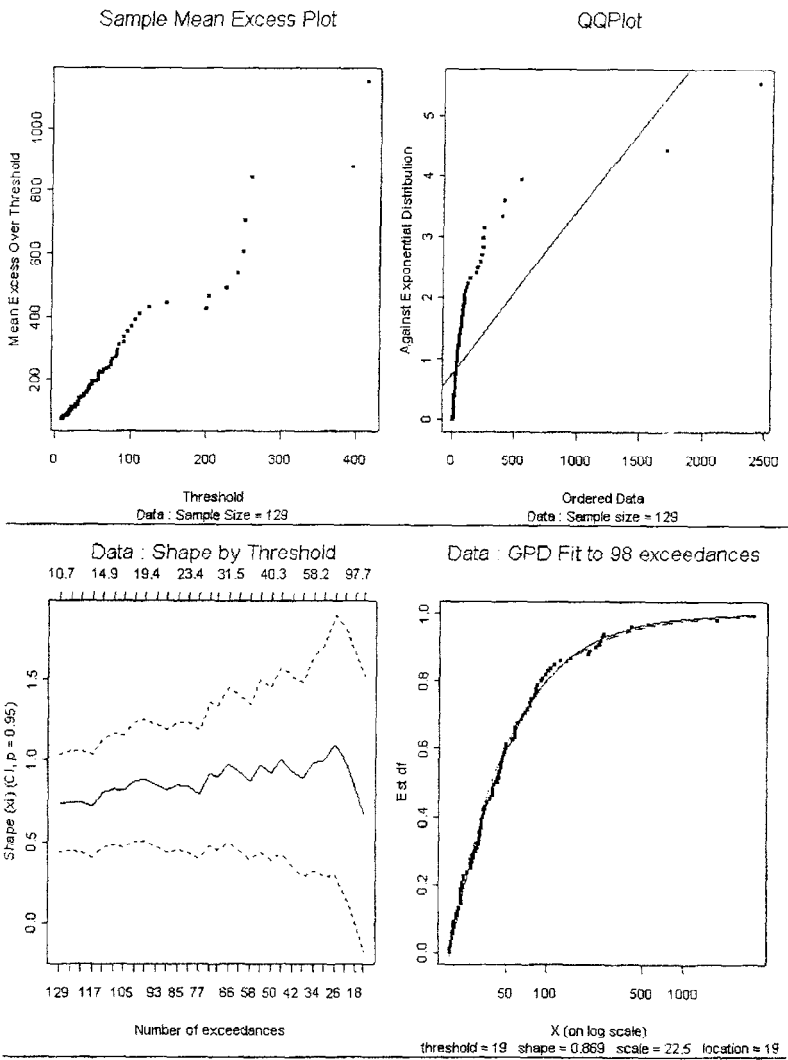 Sample Mean Excess Plot
Mean Excess Over Threshold
200 400 600 800 1000
0 100 200 300 400
Threshold
Data : Sample Size = 129
QQPlot
Against Exponential Distribution
0 1 2 3 4 5
0 500 1000 1500 2000 2500
Ordered Data
Data : Sample size = 129
Data : Shape by Threshold
10.7 14.9 19.4 23.4 31.5 40.3 58.2 97.7
Shape (xi) (CI, p = 0.95)
0.0 0.5 1.0 1.5
129 117 105 93 85 77 66 58 50 42 34 26 18
Number of exceedances
Data : GPD Fit to 98 exceedances
Est df
0.0 0.2 0.4 0.6 0.8 1.0
50 100 500 1000
X (on log scale)
threshold = 19 shape = 0.869 scale = 22.5 location = 19